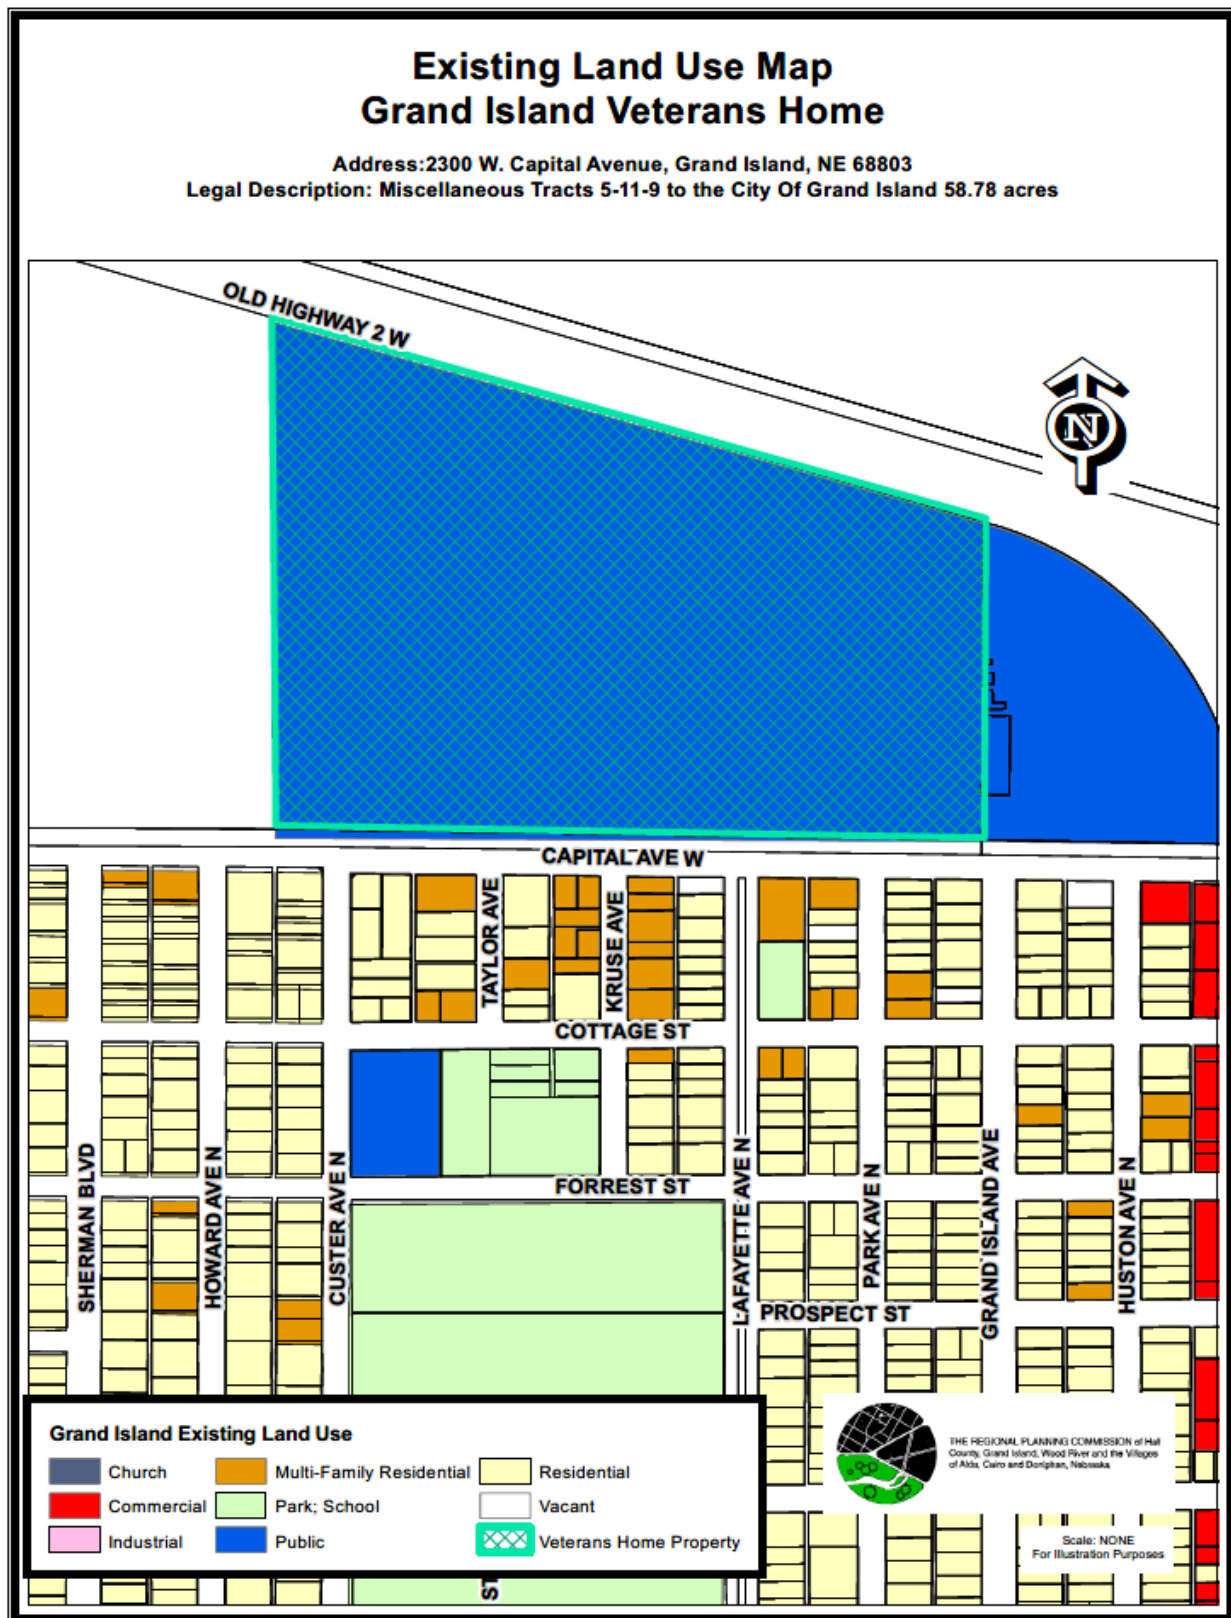 Existing Land Use Map
Grand Island Veterans Home
Address:2300 W. Capital Avenue, Grand Island, NE 68803
Legal Description: Miscellaneous Tracts 5-11-9 to the City Of Grand Island 58.78 acres
OLD HIGHWAY 2 W
N
CAPITAL AVE W
TAYLOR AVE
KRUSE AVE
COTTAGE ST
SHERMAN BLVD
HOWARD AVE N
CUSTER AVE N
FORREST ST
LAFAYETTE AVE N
PARK AVE N
GRAND ISLAND AVE
HUSTON AVE N
PROSPECT ST
Grand Island Existing Land Use
Church
Multi-Family Residential
Residential
Commercial
Park; School
Vacant
Industrial
Public
Veterans Home Property
THE REGIONAL PLANNING COMMISSION of Hall
County, Grand Island, Wood River and the Villages
of Alda, Cairo and Doniphan, Nebraska
Scale: NONE
For Illustration Purposes
ST